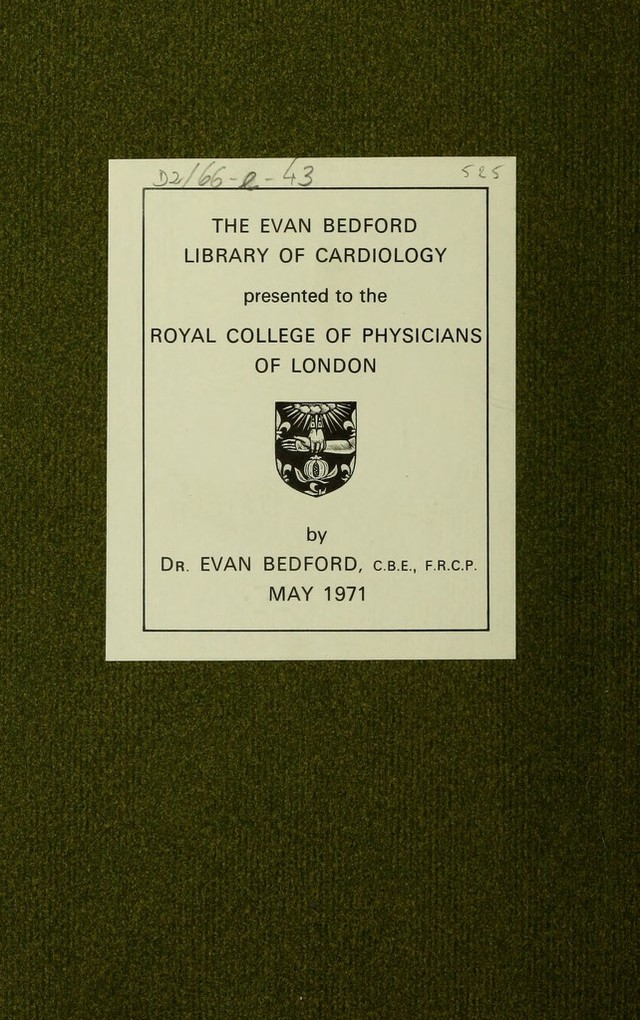 D2/66-e-43 525
THE EVAN BEDFORD
LIBRARY OF CARDIOLOGY
presented to the
ROYAL COLLEGE OF PHYSICIANS
OF LONDON
by
DR. EVAN BEDFORD, C.B.E., F.R.C.P.
MAY 1971